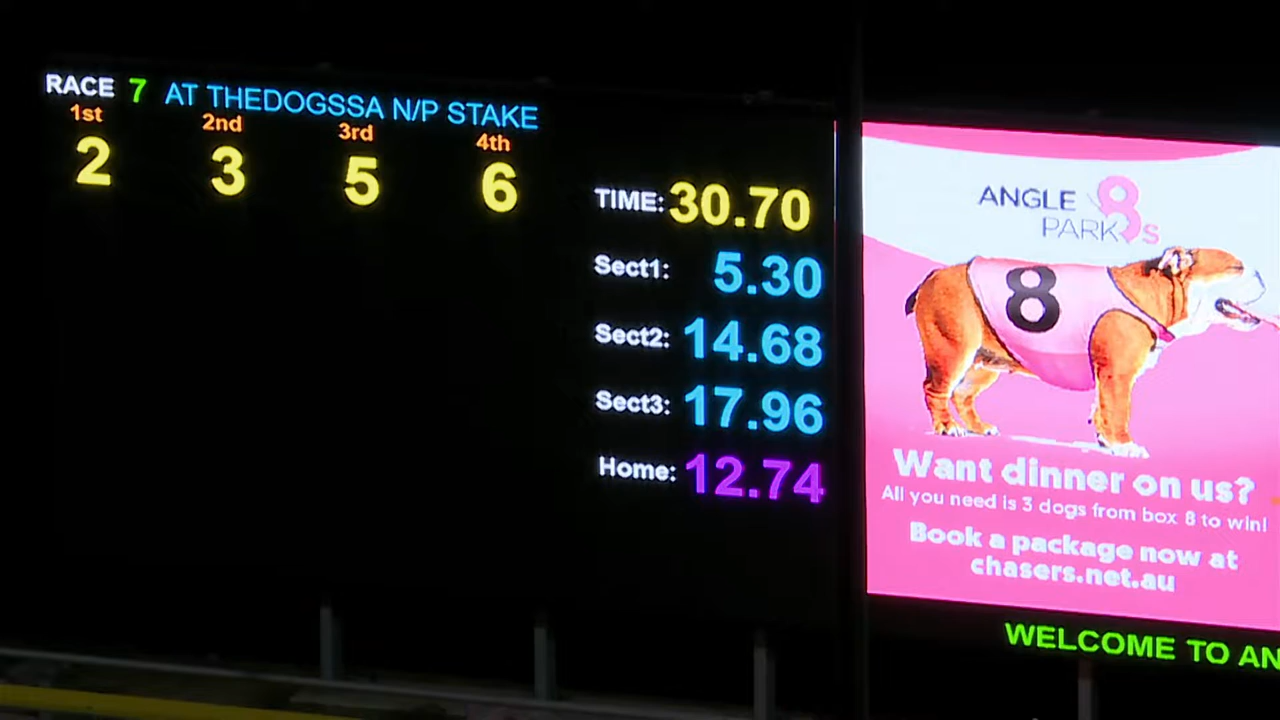 RACE 7 AT THEDOGSSA N/P STAKE
1st 2nd 3rd 4th
2 3 5 6
TIME: 30.70
Sect1: 5.30
Sect2: 14.68
Sect3: 17.96
Home: 12.74
ANGLE
PARK 8s
8
Want dinner on us?
All you need is 3 dogs from box 8 to win!
Book a package now at
chasers.net.au
WELCOME TO AN